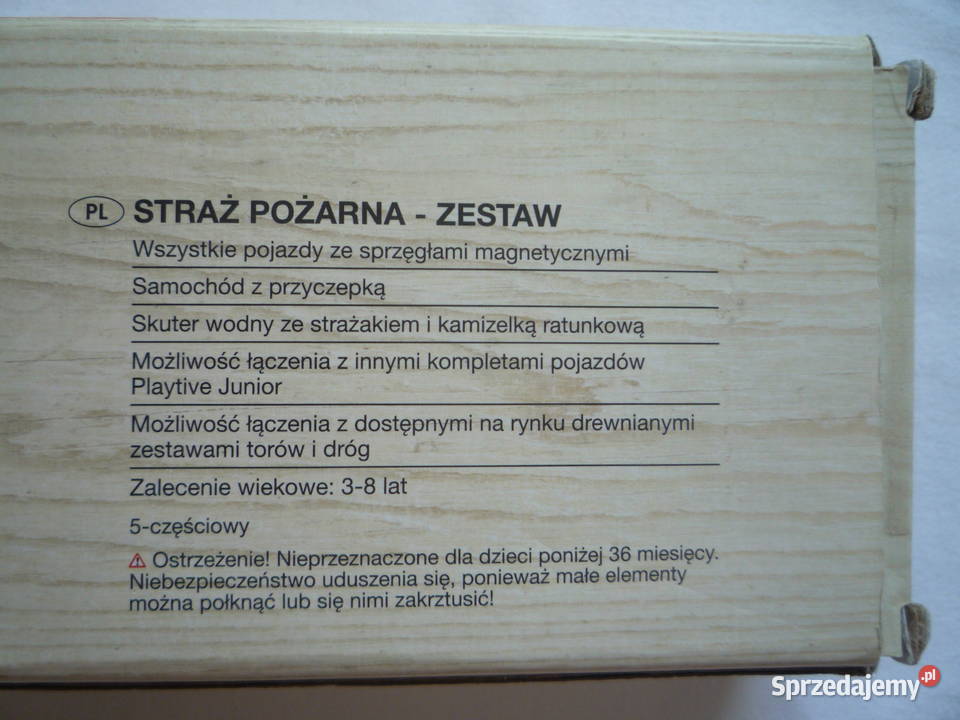 PL STRAŻ POŻARNA - ZESTAW
Wszystkie pojazdy ze sprzęgłami magnetycznymi
Samochód z przyczepką
Skuter wodny ze strażakiem i kamizelką ratunkową
Możliwość łączenia z innymi kompletami pojazdów
Playtive Junior
Możliwość łączenia z dostępnymi na rynku drewnianymi
zestawami torów i dróg
Zalecenie wiekowe: 3-8 lat
5-częściowy
⚠ Ostrzeżenie! Nieprzeznaczone dla dzieci poniżej 36 miesięcy.
Niebezpieczeństwo uduszenia się, ponieważ małe elementy
można połknąć lub się nimi zakrztusić!
Sprzedajemy.pl